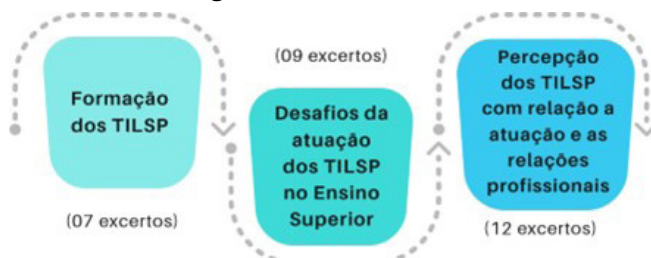 Formação
dos TILSP
(07 excertos)
(09 excertos)
Desafios da
atuação
dos TILSP
no Ensino
Superior
Percepção
dos TILSP
com relação a
atuação e as
relações
profissionais
(12 excertos)